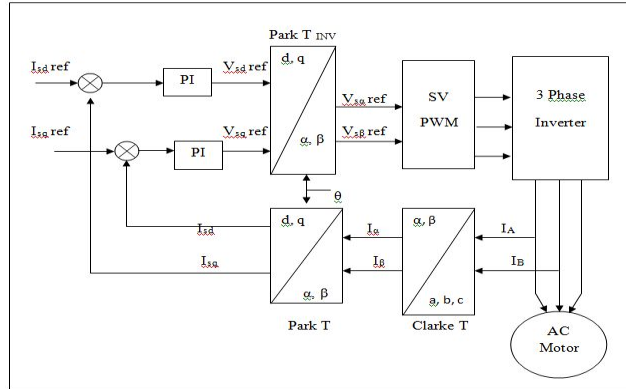 Park T INV
Isd ref
PI
Vsd ref
d, q
α, β
Vsα ref
Vsβ ref
SV
PWM
3 Phase
Inverter
Isq ref
PI
Vsq ref
θ
Isd
Isq
d, q
α, β
Park T
Iα
Iβ
α, β
a, b, c
Clarke T
IA
IB
AC
Motor